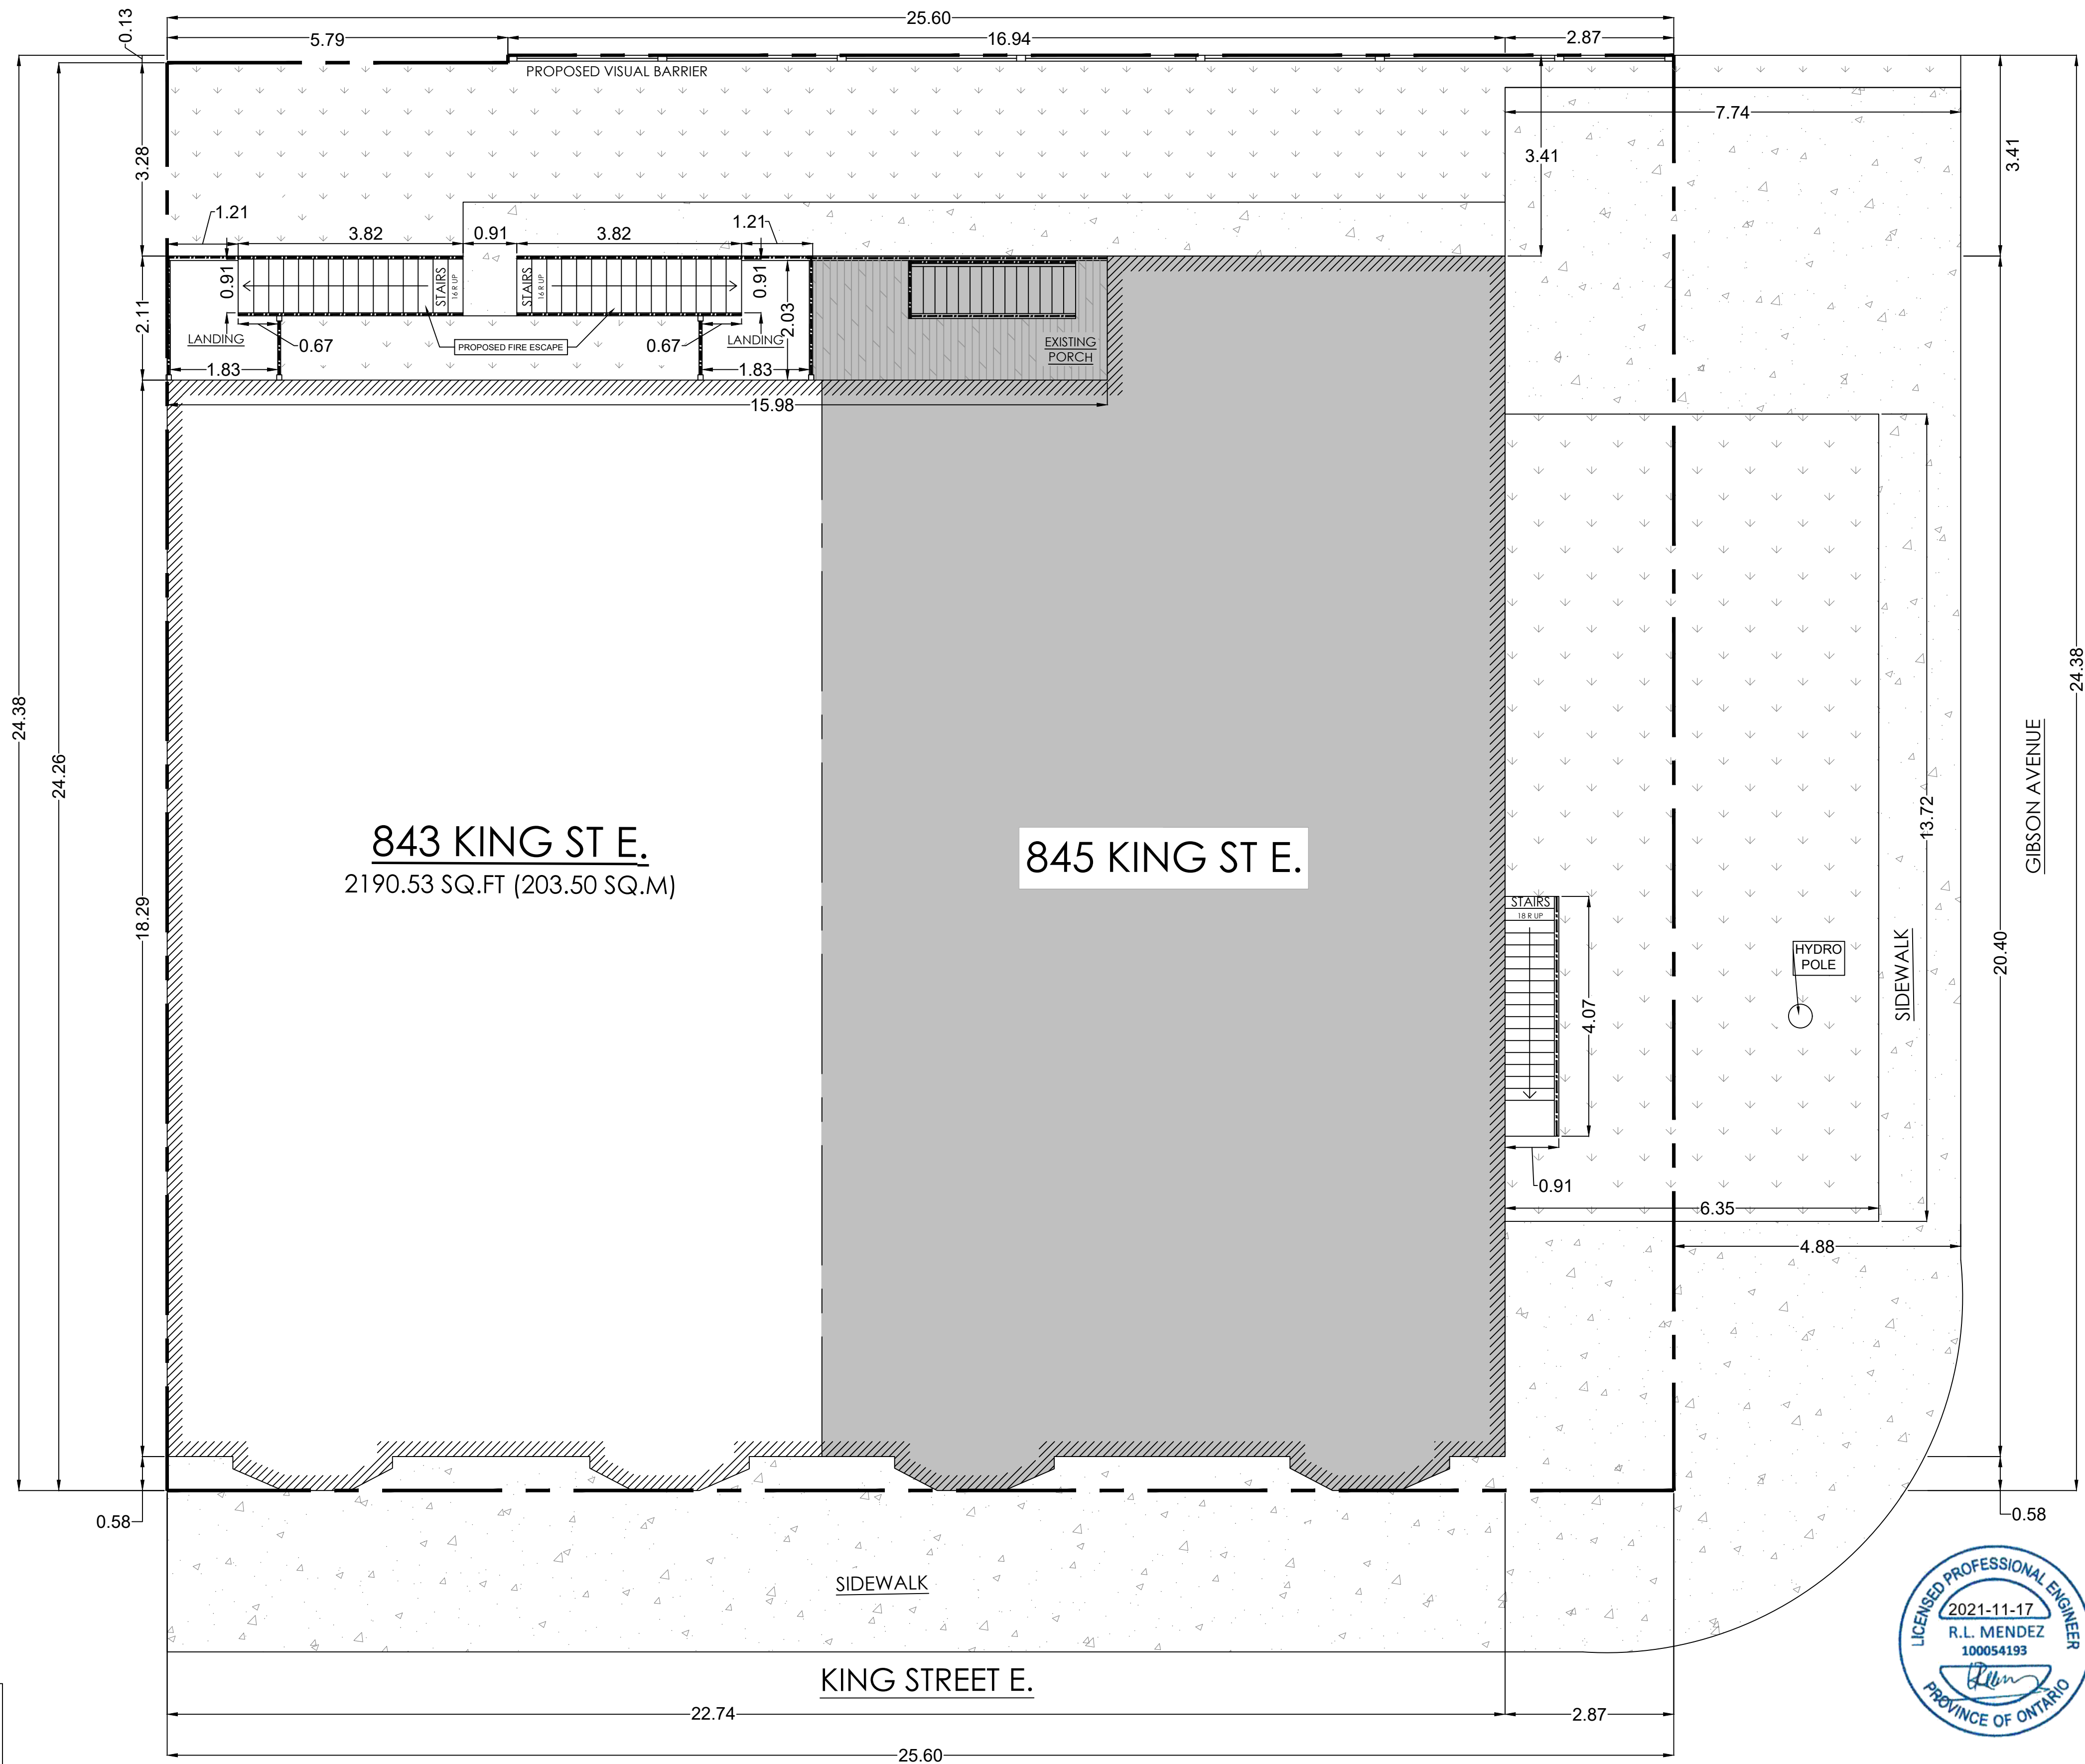 25.60
0.13
5.79
16.94
2.87
PROPOSED VISUAL BARRIER
7.74
3.28
3.41
3.41
1.21
3.82
0.91
3.82
1.21
0.91
STAIRS
16 R UP
STAIRS
16 R UP
0.91
2.11
2.03
LANDING
0.67
PROPOSED FIRE ESCAPE
0.67
LANDING
EXISTING
PORCH
1.83
1.83
15.98
24.38
24.26
18.29
843 KING ST E.
2190.53 SQ.FT (203.50 SQ.M)
845 KING ST E.
STAIRS
18 R UP
4.07
0.91
HYDRO
POLE
SIDEWALK
13.72
GIBSON AVENUE
20.40
24.38
6.35
4.88
0.58
0.58
SIDEWALK
KING STREET E.
22.74
2.87
25.60
LICENSED PROFESSIONAL ENGINEER
2021-11-17
R.L. MENDEZ
100054193
PROVINCE OF ONTARIO